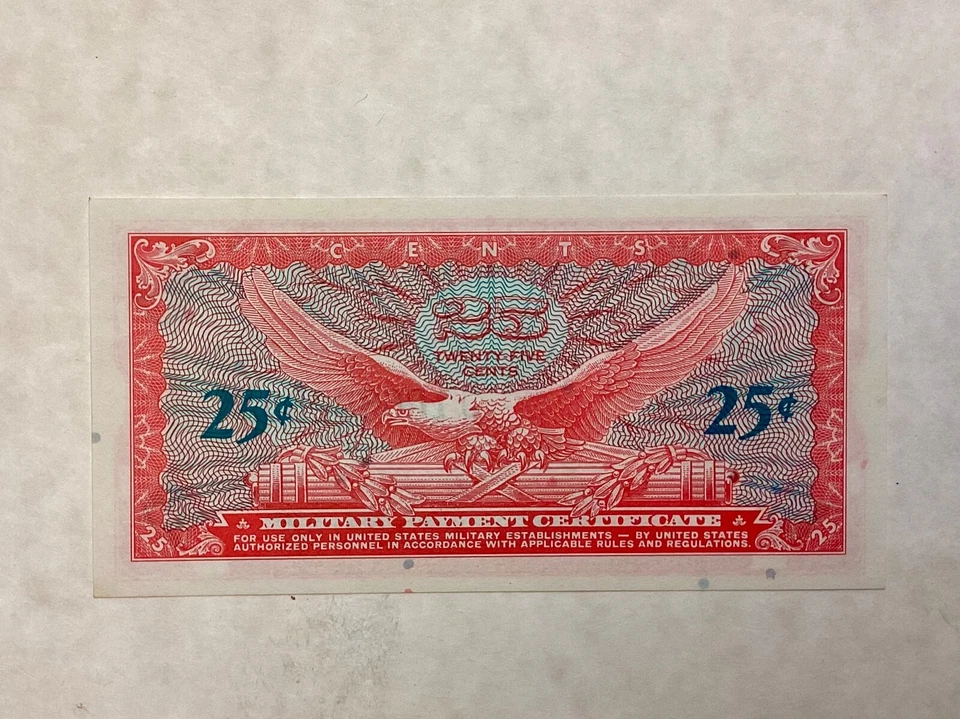 CENTS
25
TWENTY FIVE
CENTS
25¢ 25¢
MILITARY PAYMENT CERTIFICATE
FOR USE ONLY IN UNITED STATES MILITARY ESTABLISHMENTS — BY UNITED STATES
AUTHORIZED PERSONNEL IN ACCORDANCE WITH APPLICABLE RULES AND REGULATIONS.
25¢ 25¢